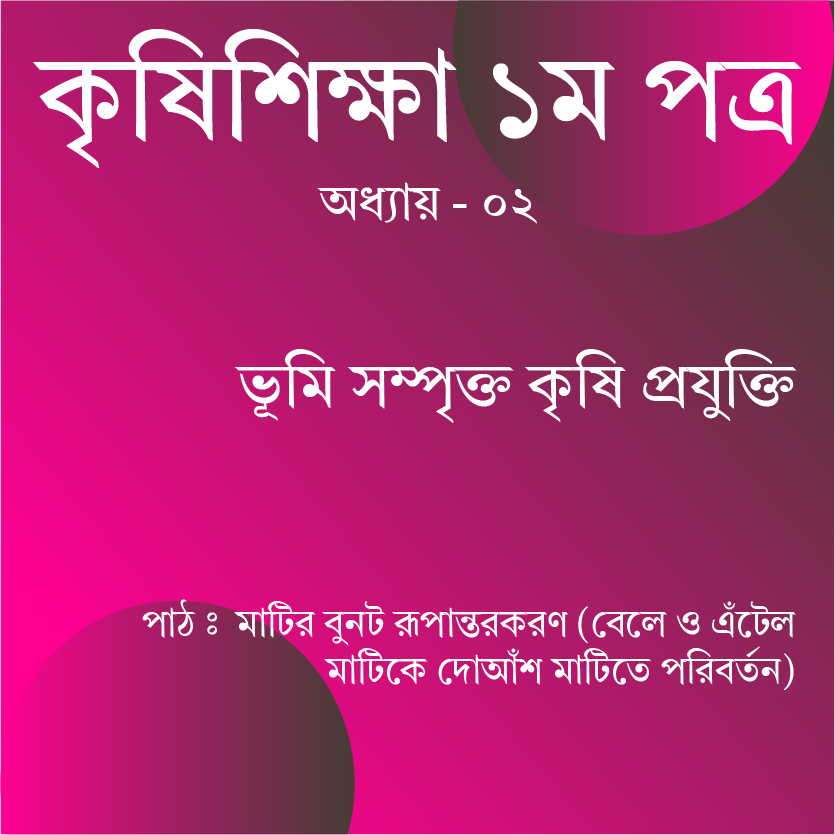 কৃষিশিক্ষা ১ম পত্র
অধ্যায় - ০২
ভূমি সম্পৃক্ত কৃষি প্রযুক্তি
পাঠ ঃ মাটির বুনট রূপান্তরকরণ (বেলে ও এঁটেল
মাটিকে দোআঁশ মাটিতে পরিবর্তন)